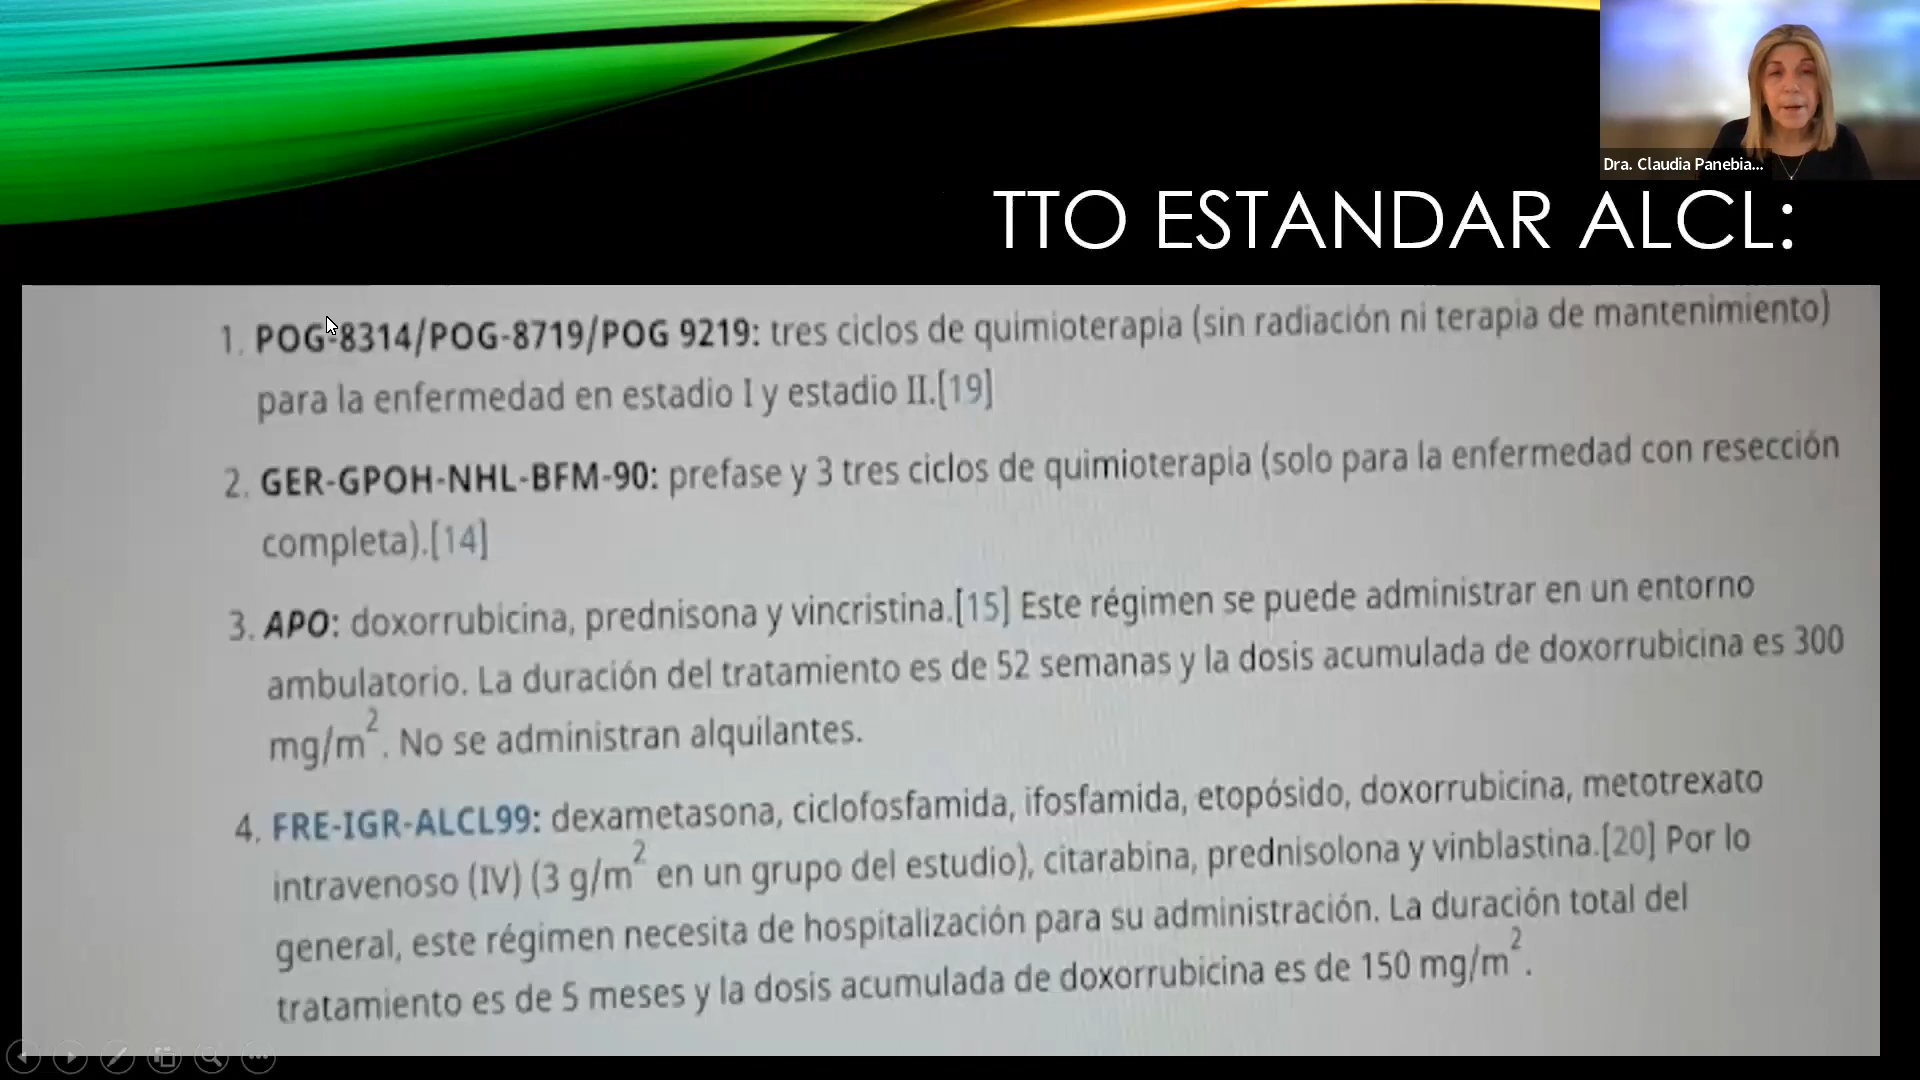 Dra. Claudia Panebia...
TTO ESTANDAR ALCL:
1. POG-8314/POG-8719/POG 9219: tres ciclos de quimioterapia (sin radiación ni terapia de mantenimiento)
para la enfermedad en estadio I y estadio II.[19]
2. GER-GPOH-NHL-BFM-90: prefase y 3 tres ciclos de quimioterapia (solo para la enfermedad con resección
completa).[14]
3. APO: doxorrubicina, prednisona y vincristina.[15] Este régimen se puede administrar en un entorno
ambulatorio. La duración del tratamiento es de 52 semanas y la dosis acumulada de doxorrubicina es 300
mg/m². No se administran alquilantes.
4. FRE-IGR-ALCL99: dexametasona, ciclofosfamida, ifosfamida, etopósido, doxorrubicina, metotrexato
intravenoso (IV) (3 g/m² en un grupo del estudio), citarabina, prednisolona y vinblastina.[20] Por lo
general, este régimen necesita de hospitalización para su administración. La duración total del
tratamiento es de 5 meses y la dosis acumulada de doxorrubicina es de 150 mg/m².